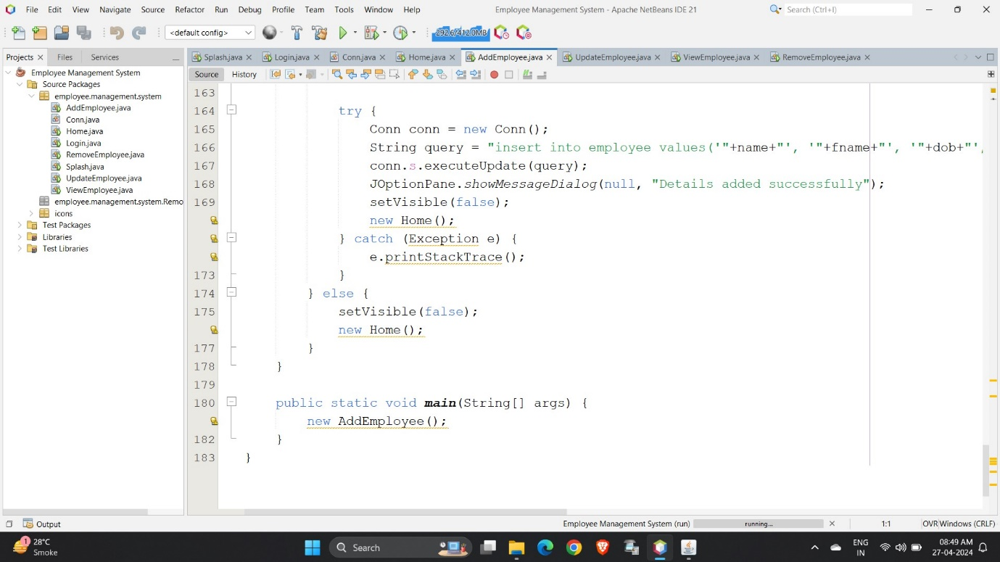 File Edit View Navigate Source Refactor Run Debug Profile Team Tools Window Help
Employee Management System - Apache NetBeans IDE 21
Search (Ctrl+I)
<default config>
292.6/412.0MB
Projects Files Services
Splash.java Login.java Conn.java Home.java AddEmployee.java UpdateEmployee.java ViewEmployee.java RemoveEmployee.java
Source History
Employee Management System
Source Packages
employee.management.system
AddEmployee.java
Conn.java
Home.java
Login.java
RemoveEmployee.java
Splash.java
UpdateEmployee.java
ViewEmployee.java
employee.management.system.Remo
icons
Test Packages
Libraries
Test Libraries
163
164 try {
165 Conn conn = new Conn();
166 String query = "insert into employee values('"+name+"', '"+fname+"', '"+dob+"',
167 conn.s.executeUpdate(query);
168 JOptionPane.showMessageDialog(null, "Details added successfully");
169 setVisible(false);
new Home();
} catch (Exception e) {
e.printStackTrace();
173 }
174 } else {
175 setVisible(false);
new Home();
177 }
178 }
179
180 public static void main(String[] args) {
new AddEmployee();
182 }
183 }
Output
Employee Management System (run) running... 1:1 OVR Windows (CRLF)
1
28°C
Smoke
Search
ENG
IN
08:49 AM
27-04-2024